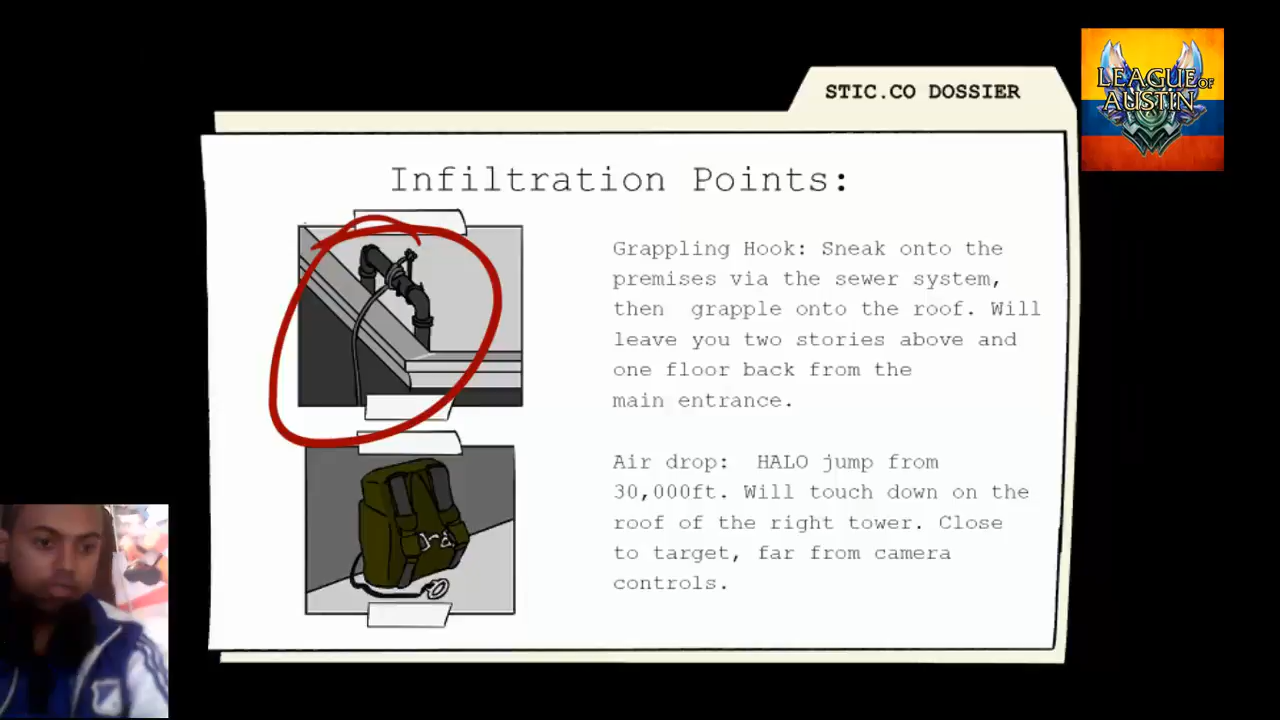 STIC.CO DOSSIER
LEAGUE OF
AUSTIN
Infiltration Points:
Grappling Hook: Sneak onto the
premises via the sewer system,
then grapple onto the roof. Will
leave you two stories above and
one floor back from the
main entrance.
Air drop: HALO jump from
30,000ft. Will touch down on the
roof of the right tower. Close
to target, far from camera
controls.